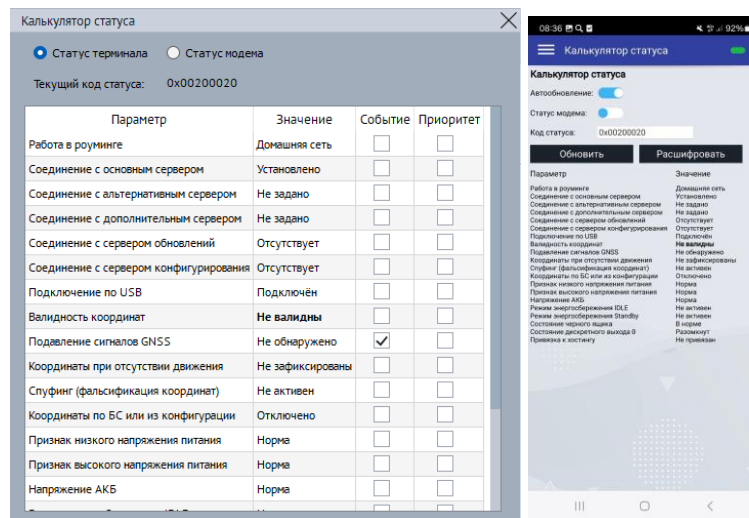 Калькулятор статуса
Статус терминала Статус модема
Текущий код статуса: 0x00200020
Параметр Значение Событие Приоритет
Работа в роуминге Домашняя сеть
Соединение с основным сервером Установлено
Соединение с альтернативным сервером Не задано
Соединение с дополнительным сервером Не задано
Соединение с сервером обновлений Отсутствует
Соединение с сервером конфигурирования Отсутствует
Подключение по USB Подключён
Валидность координат Не валидны
Подавление сигналов GNSS Не обнаружено
Координаты при отсутствии движения Не зафиксированы
Спуфинг (фальсификация координат) Не активен
Координаты по БС или из конфигурации Отключено
Признак низкого напряжения питания Норма
Признак высокого напряжения питания Норма
Напряжение АКБ Норма
08:36 92%
Калькулятор статуса
Калькулятор статуса
Автообновление:
Статус модема:
Код статуса: 0x00200020
Обновить Расшифровать
Параметр Значение
Работа в роуминге Домашняя сеть
Соединение с основным сервером Установлено
Соединение с альтернативным сервером Не задано
Соединение с дополнительным сервером Не задано
Соединение с сервером обновлений Отсутствует
Соединение с сервером конфигурирования Отсутствует
Подключение по USB Подключён
Валидность координат Не валидны
Подавление сигналов GNSS Не обнаружено
Координаты при отсутствии движения Не зафиксированы
Спуфинг (фальсификация координат) Не активен
Координаты по БС или из конфигурации Отключено
Признак низкого напряжения питания Норма
Признак высокого напряжения питания Норма
Напряжение АКБ Норма
Режим энергосбережения IDLE Не активен
Режим энергосбережения Standby Не активен
Состояние черного ящика В норме
Состояние дискретного выхода 0 Разомкнут
Привязка к хостингу Не привязан